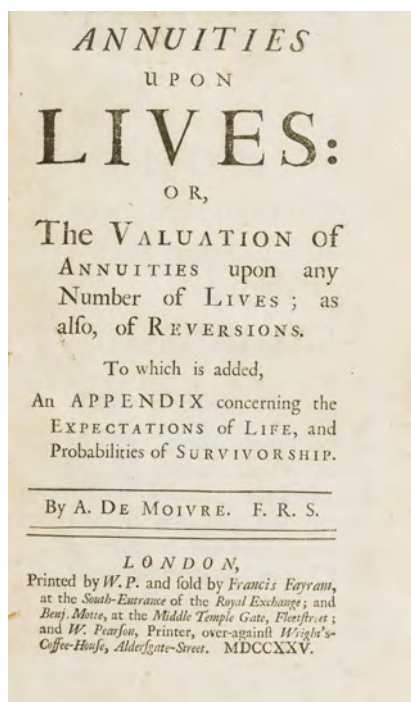 ANNUITIES
UPON
LIVES:
OR,
The VALUATION of
ANNUITIES upon any
Number of LIVES; as
alſo, of REVERSIONS.
To which is added,
An APPENDIX concerning the
EXPECTATIONS of LIFE, and
Probabilities of SURVIVORSHIP.
By A. DE MOIVRE. F. R. S.
LONDON,
Printed by W. P. and ſold by Francis Fayram,
at the South-Entrance of the Royal Exchange; and
Benj. Motte, at the Middle Temple Gate, Fleetſtreet;
and W. Pearſon, Printer, over-againſt Wright's-
Coffee-Houſe, Alderſgate-Street. MDCCXXV.